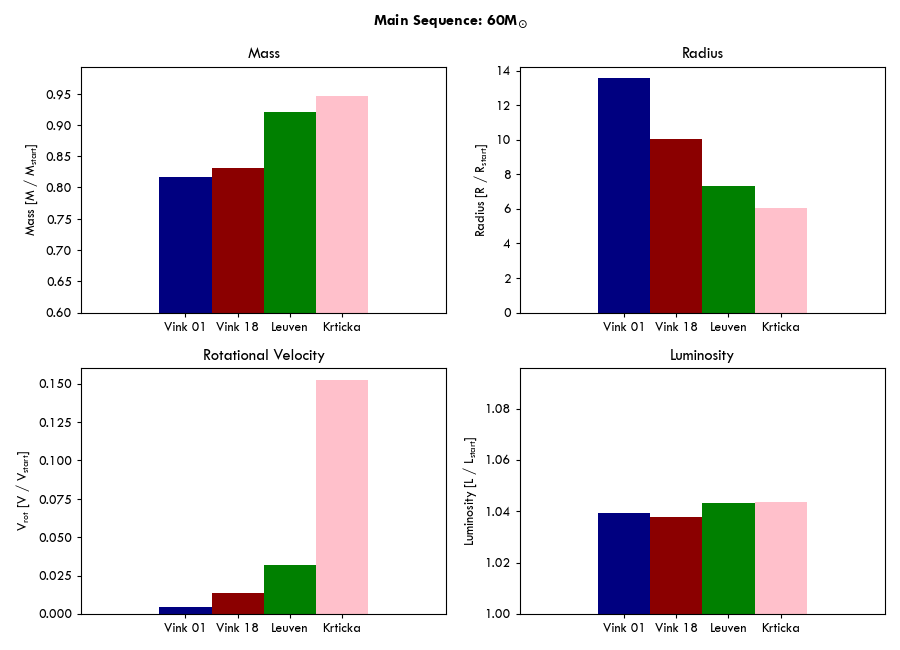 Main Sequence: 60M⊙
Mass
Mass [M / Mstart]
0.95
0.90
0.85
0.80
0.75
0.70
0.65
0.60
Vink 01 Vink 18 Leuven Krticka
Radius
Radius [R / Rstart]
14
12
10
8
6
4
2
0
Vink 01 Vink 18 Leuven Krticka
Rotational Velocity
Vrot [V / Vstart]
0.150
0.125
0.100
0.075
0.050
0.025
0.000
Vink 01 Vink 18 Leuven Krticka
Luminosity
Luminosity [L / Lstart]
1.08
1.06
1.04
1.02
1.00
Vink 01 Vink 18 Leuven Krticka